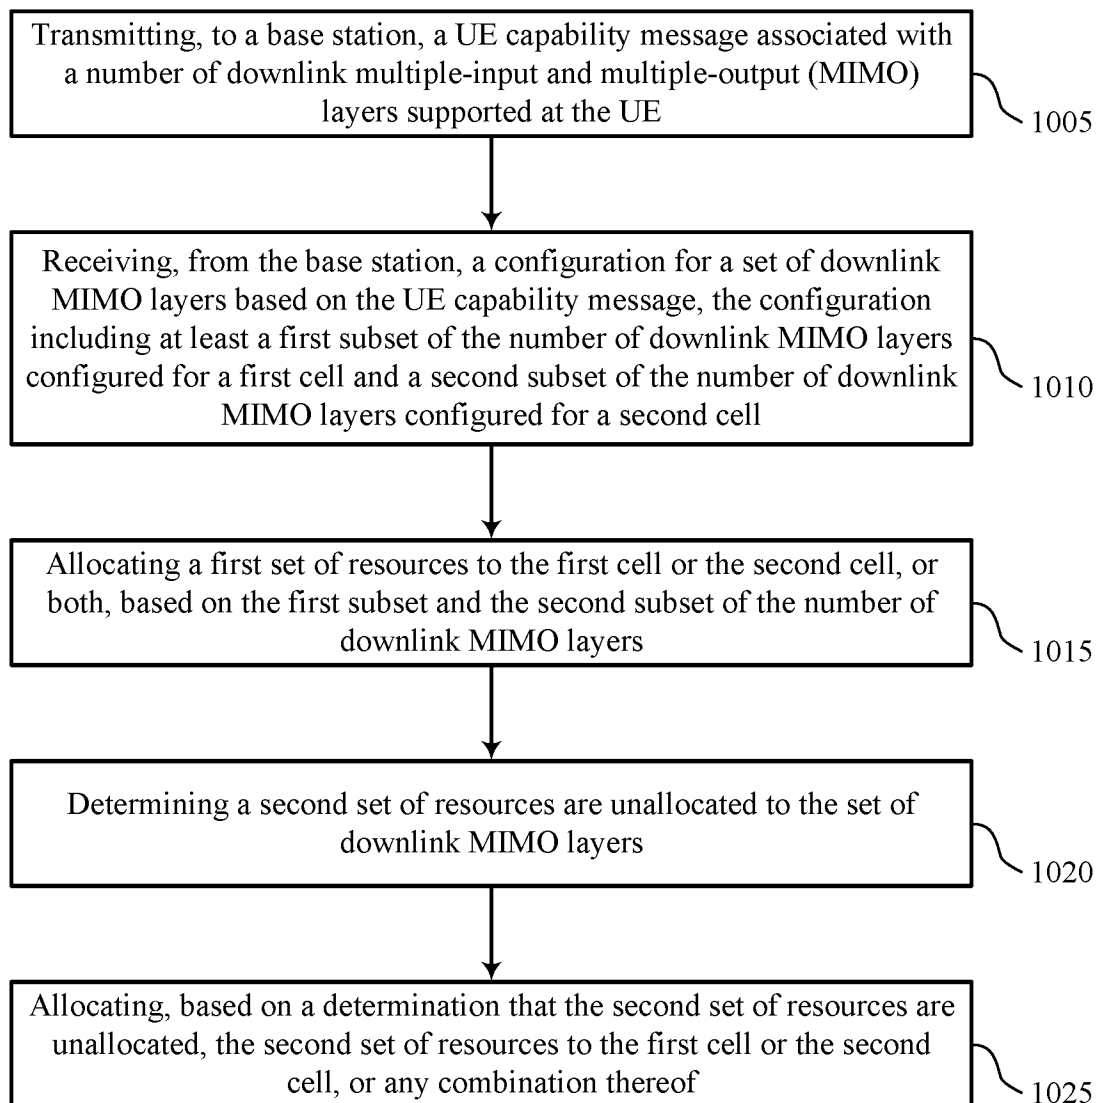 Transmitting, to a base station, a UE capability message associated with
a number of downlink multiple-input and multiple-output (MIMO)
layers supported at the UE
1005
Receiving, from the base station, a configuration for a set of downlink
MIMO layers based on the UE capability message, the configuration
including at least a first subset of the number of downlink MIMO layers
configured for a first cell and a second subset of the number of downlink
MIMO layers configured for a second cell
1010
Allocating a first set of resources to the first cell or the second cell, or
both, based on the first subset and the second subset of the number of
downlink MIMO layers
1015
Determining a second set of resources are unallocated to the set of
downlink MIMO layers
1020
Allocating, based on a determination that the second set of resources are
unallocated, the second set of resources to the first cell or the second
cell, or any combination thereof
1025